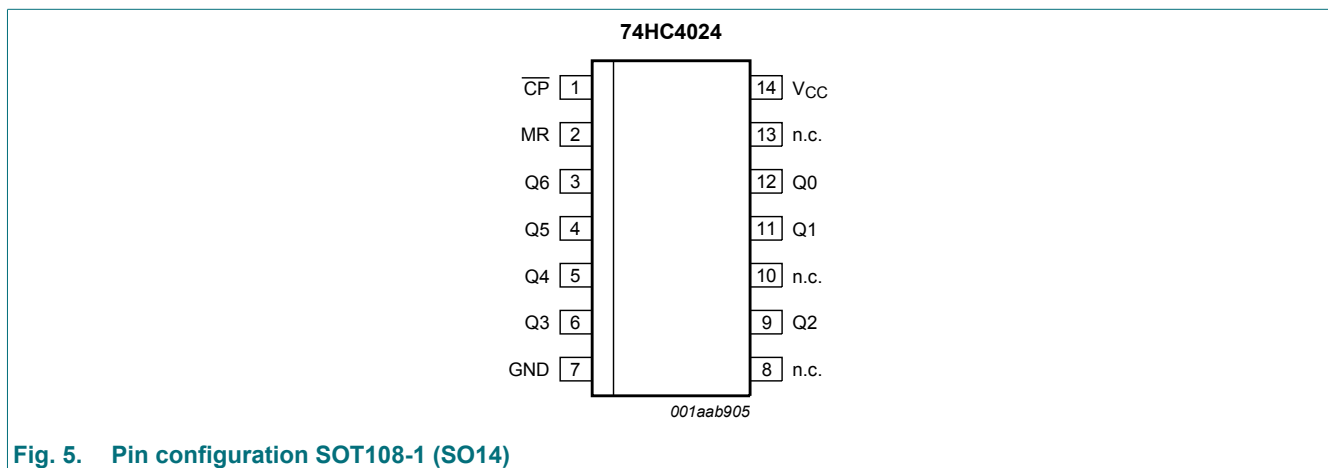 74HC4024
C̅P̅ 1 14 VCC
MR 2 13 n.c.
Q6 3 12 Q0
Q5 4 11 Q1
Q4 5 10 n.c.
Q3 6 9 Q2
GND 7 8 n.c.
001aab905
Fig. 5. Pin configuration SOT108-1 (SO14)